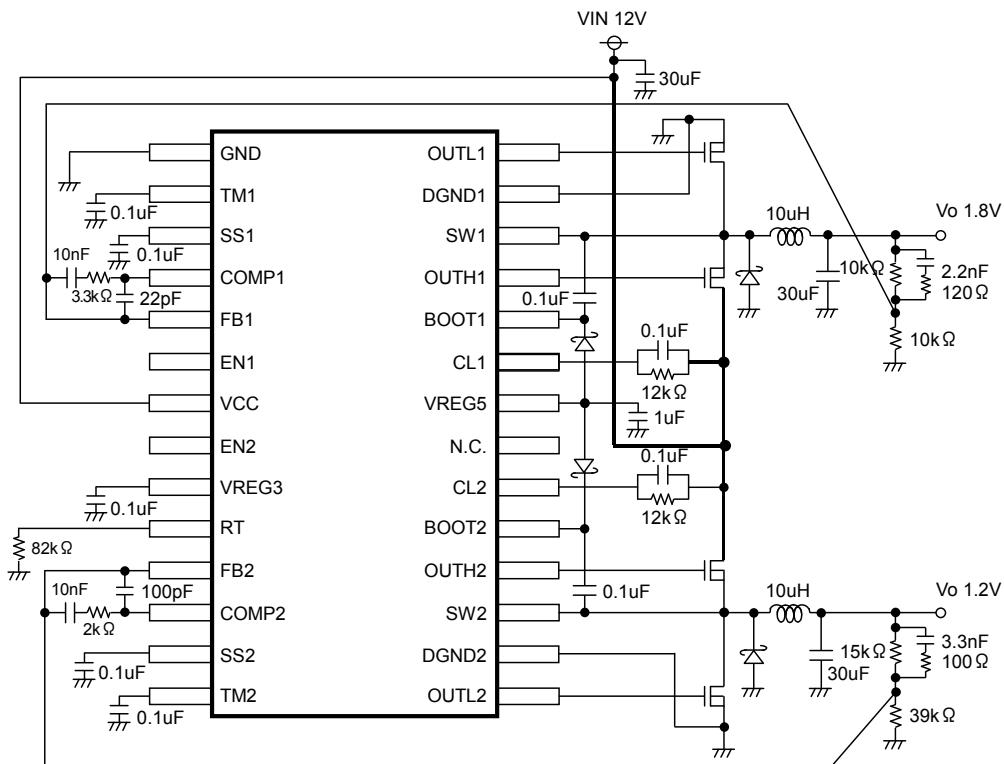 VIN 12V
30uF
GND
OUTL1
TM1
DGND1
0.1uF
10uH
Vo 1.8V
SS1
SW1
10nF
0.1uF
COMP1
OUTH1
10kΩ
2.2nF
3.3kΩ
22pF
0.1uF
30uF
120Ω
FB1
BOOT1
0.1uF
10kΩ
EN1
CL1
12kΩ
VCC
VREG5
1uF
EN2
N.C.
0.1uF
VREG3
CL2
0.1uF
12kΩ
RT
BOOT2
82kΩ
FB2
OUTH2
10nF
100pF
0.1uF
10uH
Vo 1.2V
COMP2
SW2
2kΩ
3.3nF
SS2
DGND2
15kΩ
0.1uF
30uF
100Ω
TM2
OUTL2
0.1uF
39kΩ